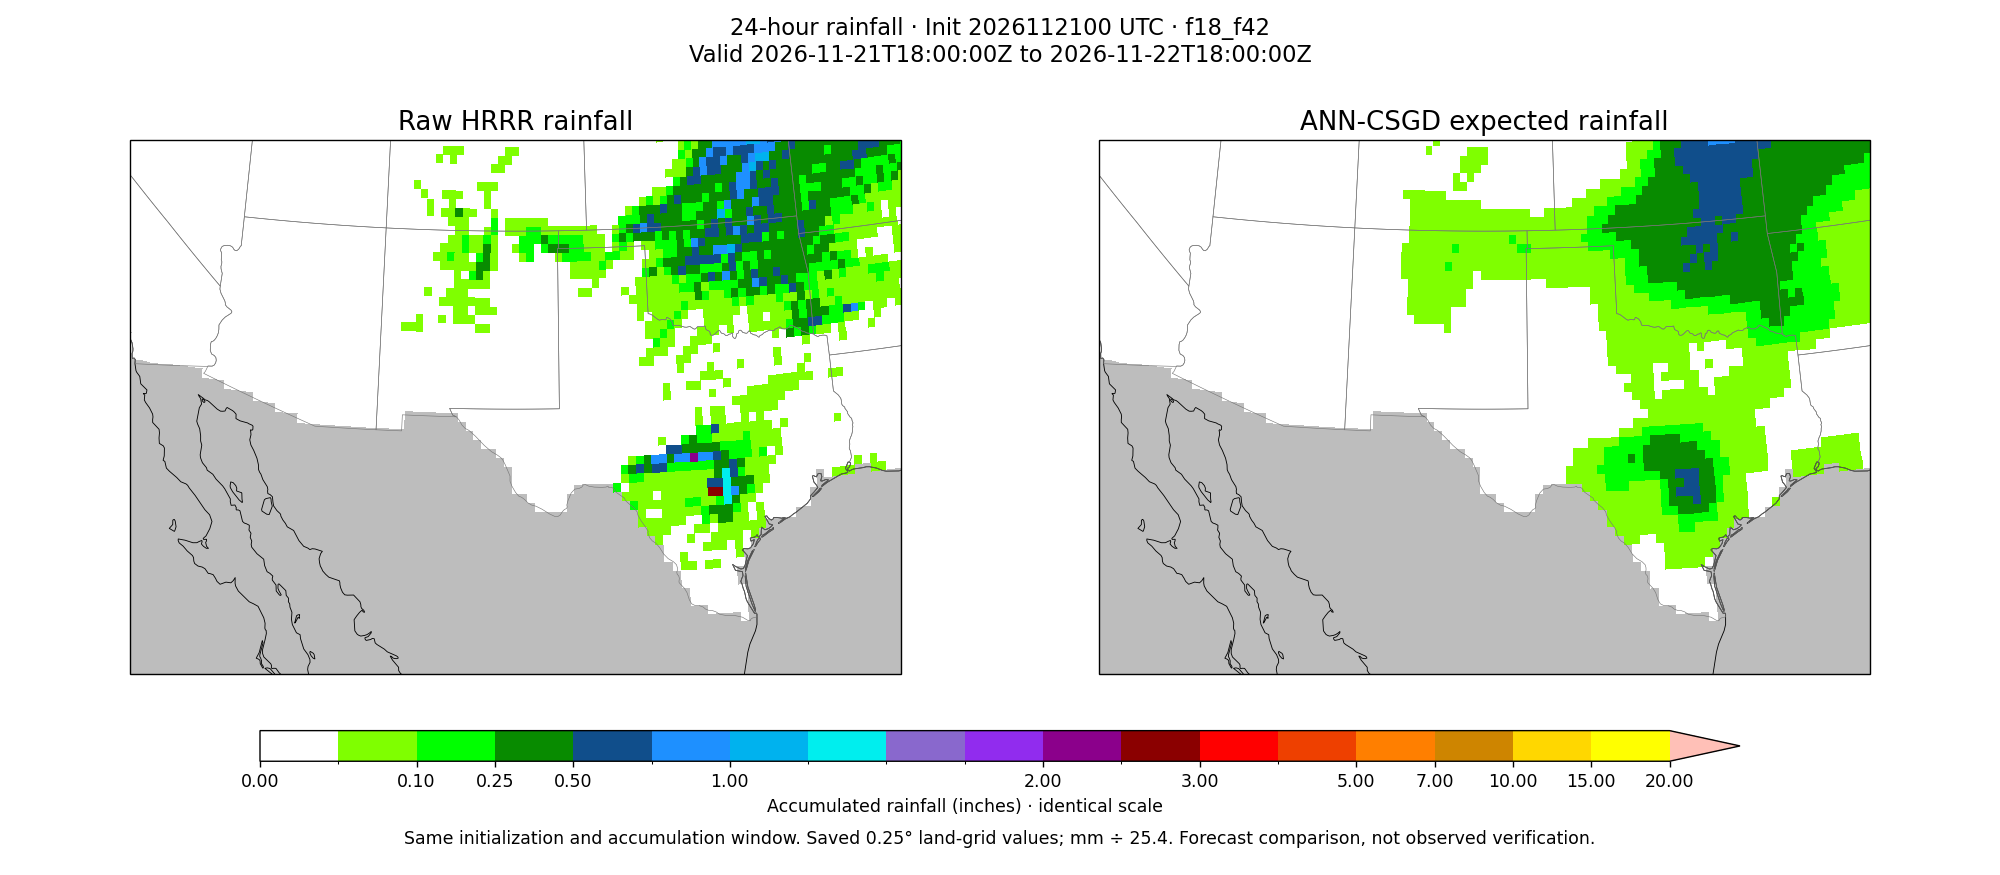 24-hour rainfall · Init 2026112100 UTC · f18_f42
Valid 2026-11-21T18:00:00Z to 2026-11-22T18:00:00Z
Raw HRRR rainfall
ANN-CSGD expected rainfall
0.00 0.10 0.25 0.50 1.00 2.00 3.00 5.00 7.00 10.00 15.00 20.00
Accumulated rainfall (inches) · identical scale
Same initialization and accumulation window. Saved 0.25° land-grid values; mm ÷ 25.4. Forecast comparison, not observed verification.